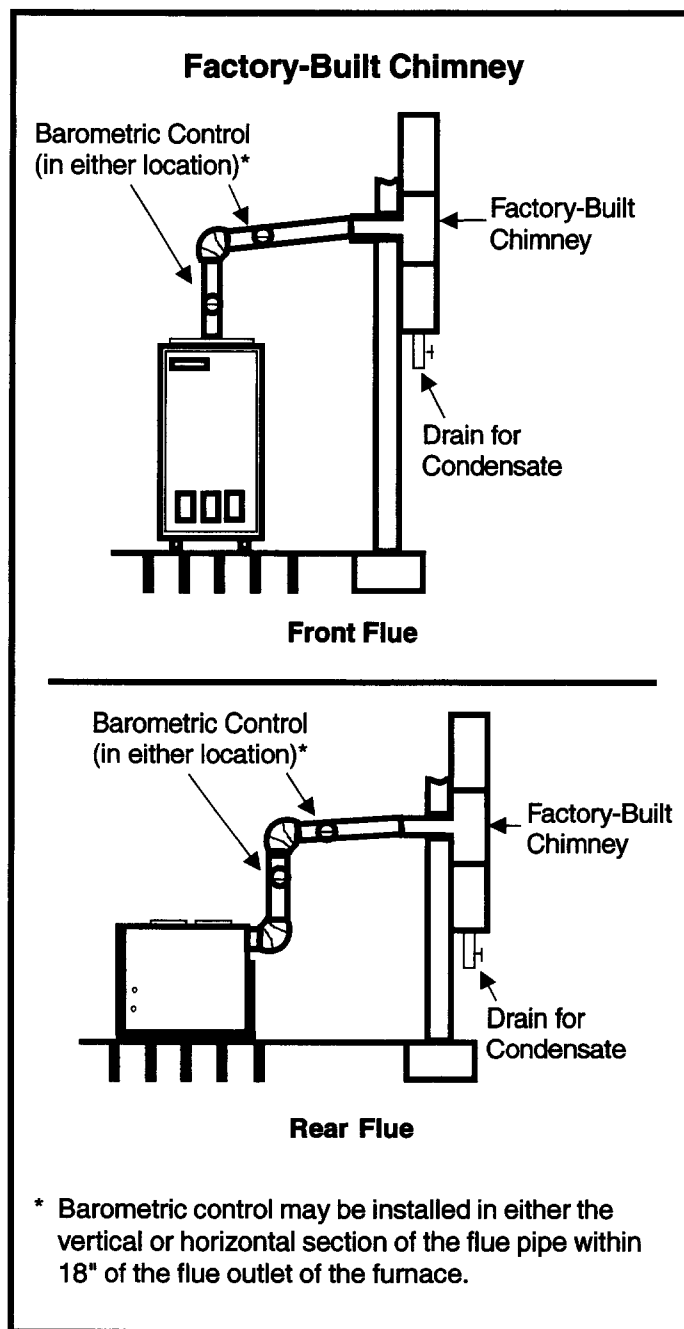 Factory-Built Chimney
Barometric Control
(in either location)*
Factory-Built
Chimney
Drain for
Condensate
Front Flue
Barometric Control
(in either location)*
Factory-Built
Chimney
Drain for
Condensate
Rear Flue
* Barometric control may be installed in either the
vertical or horizontal section of the flue pipe within
18" of the flue outlet of the furnace.